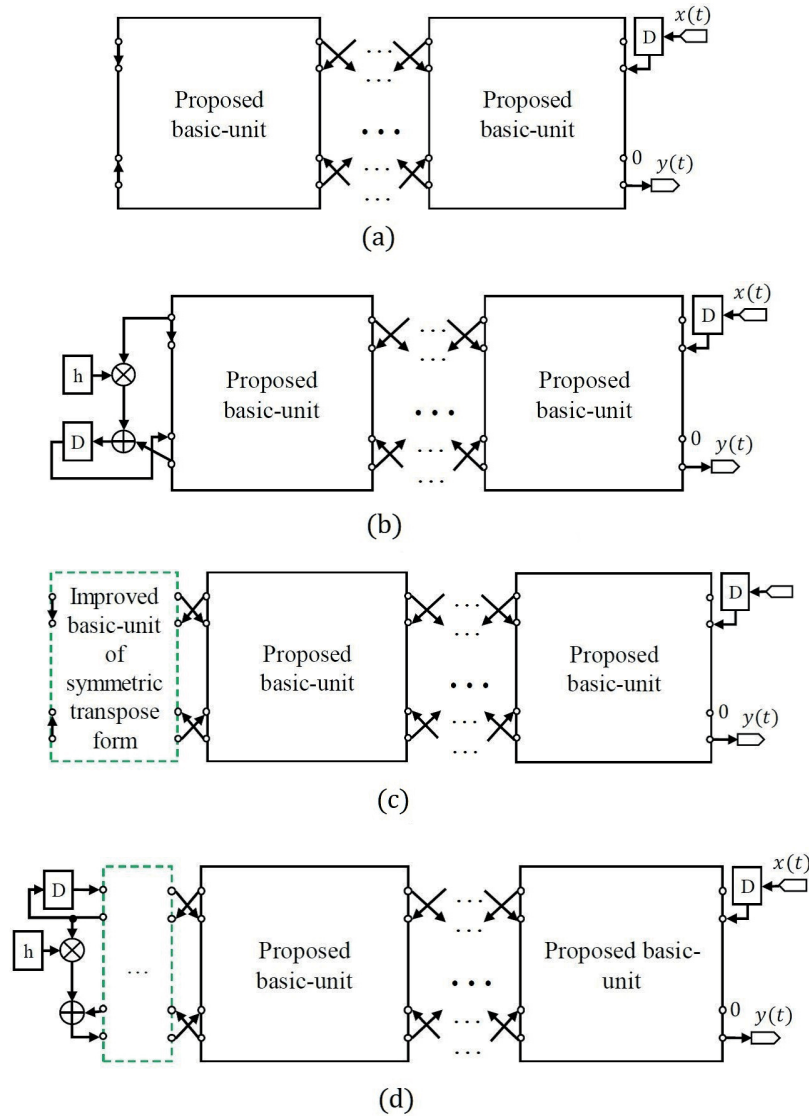 D
x(t)
Proposed
basic-unit
Proposed
basic-unit
0
y(t)
(a)
D
x(t)
Proposed
basic-unit
Proposed
basic-unit
h
D
0
y(t)
(b)
D
Improved
basic-unit
of
symmetric
transpose
form
Proposed
basic-unit
Proposed
basic-unit
0
y(t)
(c)
D
x(t)
D
h
Proposed
basic-unit
Proposed basic-
unit
0
y(t)
(d)